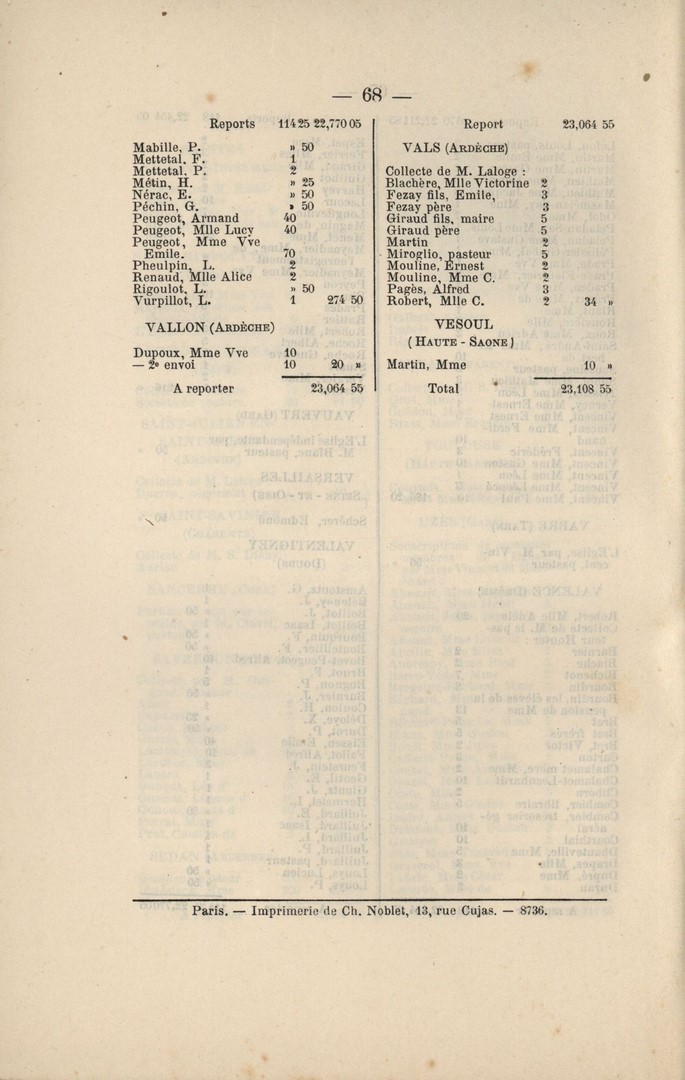 — 68 —
Reports 114 25 22,770 05
Mabille, P. » 50
Mettetal, F. 1
Mettetal, P. 2
Métin, H. » 25
Nérac, E. » 50
Péchin, G. » 50
Peugeot, Armand 40
Peugeot, Mlle Lucy 40
Peugeot, Mme Vve
Emile. 70
Pheulpin, L. 2
Renaud, Mlle Alice 2
Rigoulot, L. » 50
Vurpillot, L. 1 274 50
VALLON (ARDÈCHE)
Dupoux, Mme Vve 10
— 2e envoi 10 20 »
A reporter 23,064 55
Report 23,064 55
VALS (ARDÈCHE)
Collecte de M. Laloge :
Blachère, Mlle Victorine 2
Fezay fils, Emile, 3
Fezay père 3
Giraud fils, maire 5
Giraud père 5
Martin 2
Miroglio, pasteur 5
Mouline, Ernest 2
Mouline, Mme C. 2
Pagès, Alfred 3
Robert, Mlle C. 2 34 »
VESOUL
(HAUTE-SAONE)
Martin, Mme 10 »
Total 23,108 55
Paris. — Imprimerie de Ch. Noblet, 13, rue Cujas. — 8736.